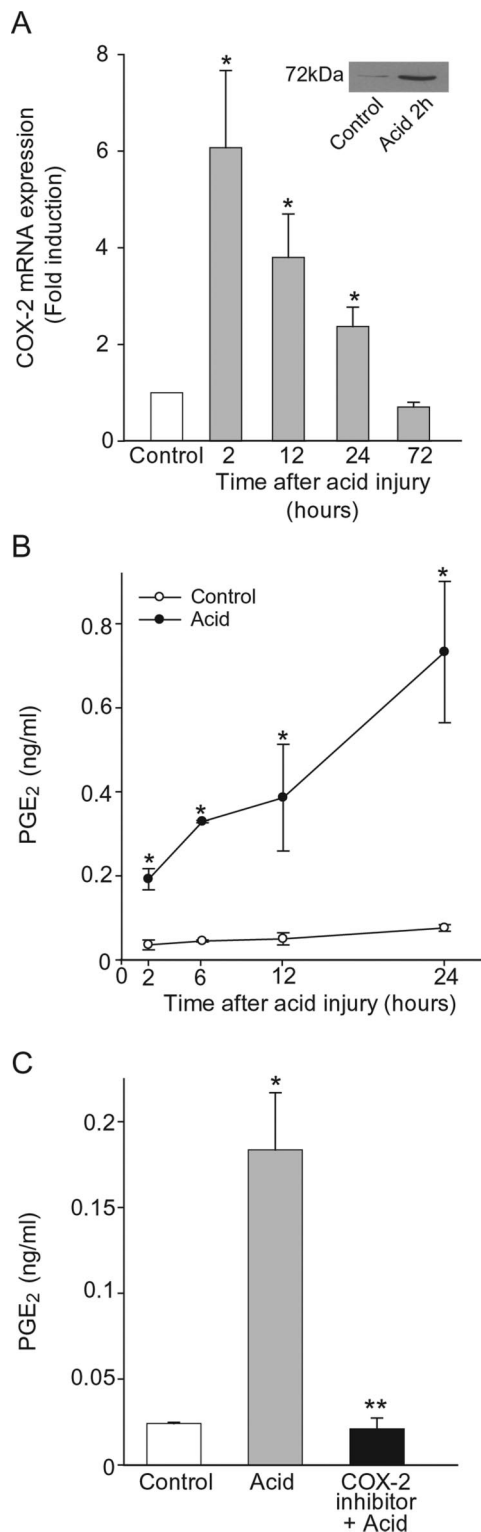 A
COX-2 mRNA expression
(Fold induction)
8
6
4
2
0
*
*
*
72kDa
Control
Acid 2h
Control
2
12
24
72
Time after acid injury
(hours)
B
Control
Acid
PGE2 (ng/ml)
0.8
0.6
0.4
0.2
0
*
*
*
*
0
2
6
12
24
Time after acid injury (hours)
C
PGE2 (ng/ml)
0.2
0.15
0.1
0.05
0
*
**
Control
Acid
COX-2
inhibitor
+ Acid